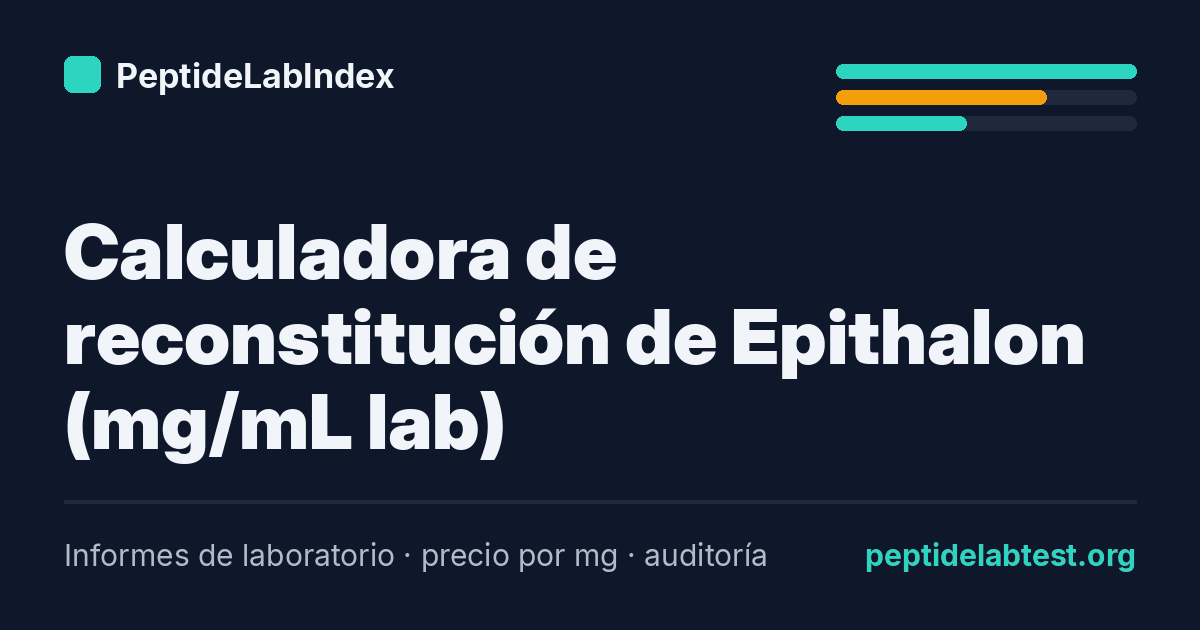 PeptideLabIndex
Calculadora de
reconstitución de Epithalon
(mg/mL lab)
Informes de laboratorio · precio por mg · auditoría
peptidelabtest.org